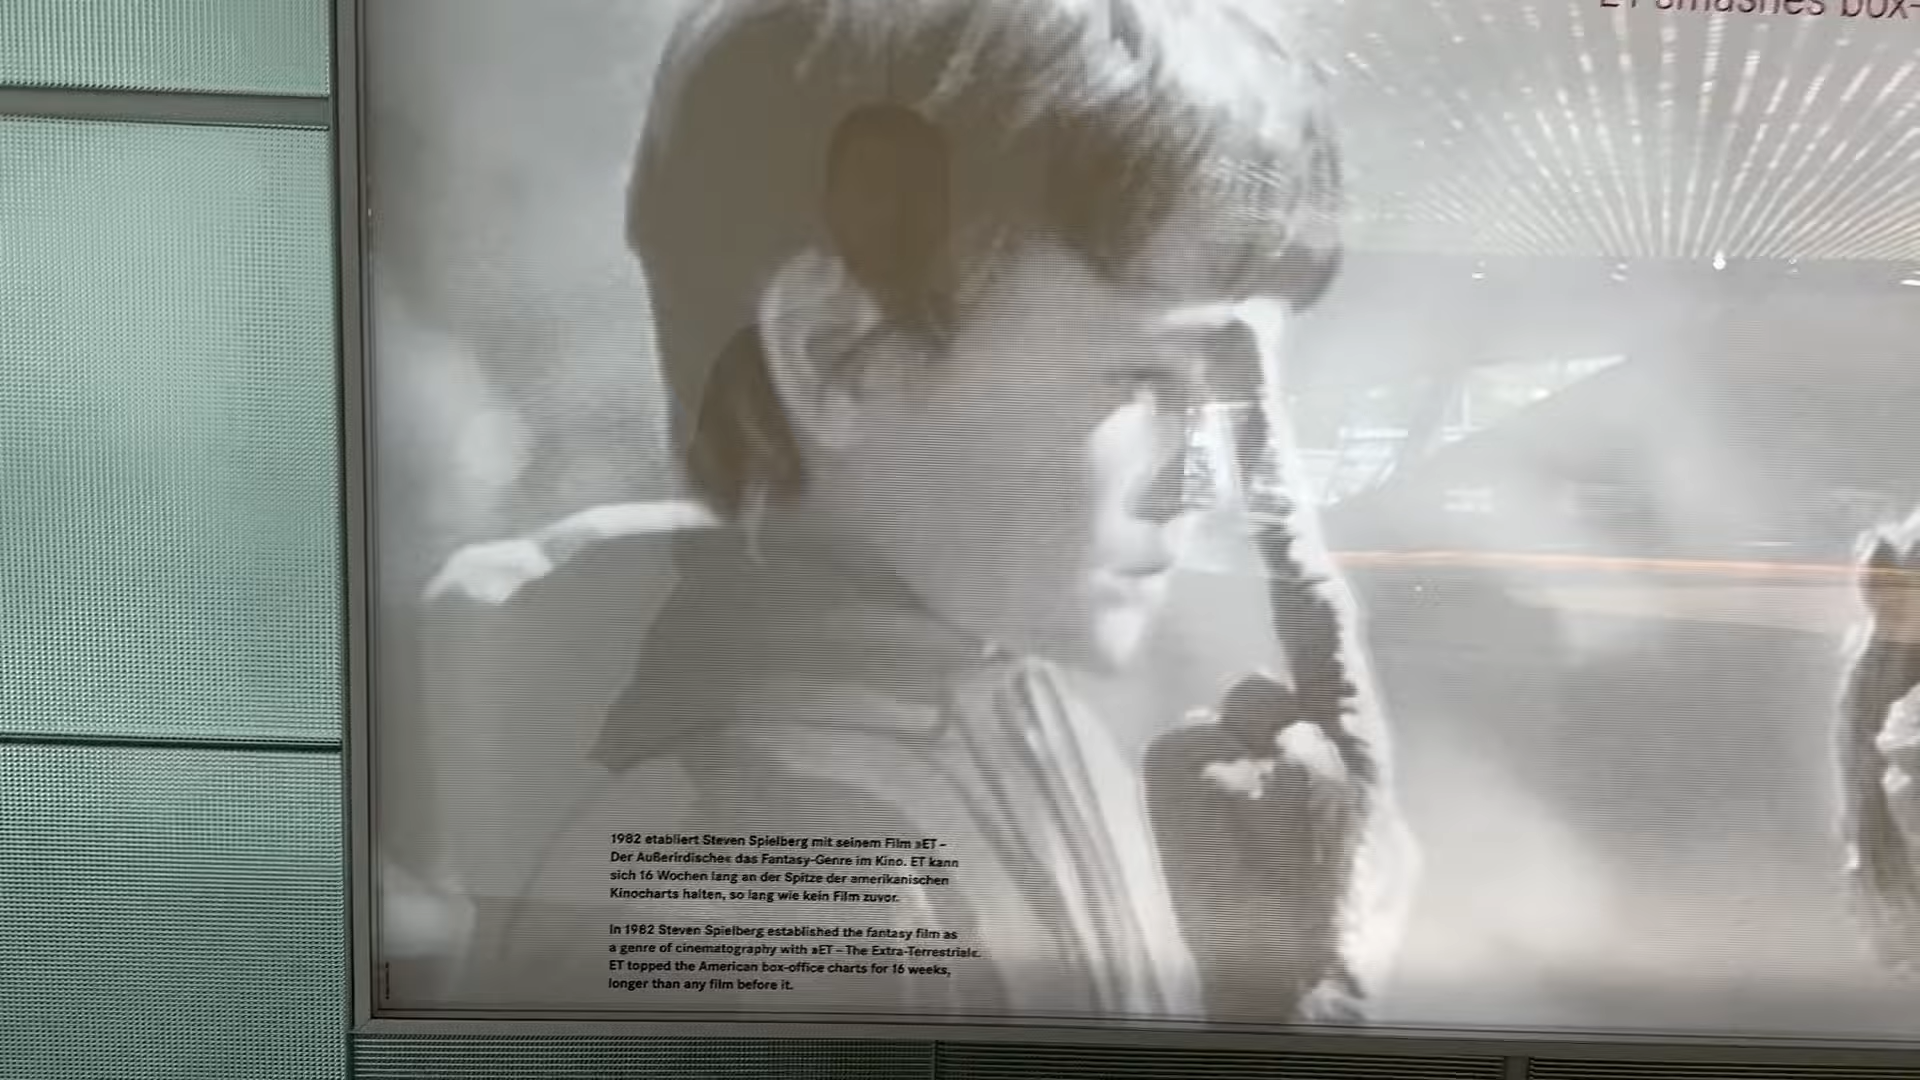 ET smashes box-
1982 etabliert Steven Spielberg mit seinem Film »ET –
Der Außerirdische« das Fantasy-Genre im Kino. ET kann
sich 16 Wochen lang an der Spitze der amerikanischen
Kinocharts halten, so lang wie kein Film zuvor.
In 1982 Steven Spielberg established the fantasy film as
a genre of cinematography with »ET – The Extra-Terrestrial«.
ET topped the American box-office charts for 16 weeks,
longer than any film before it.